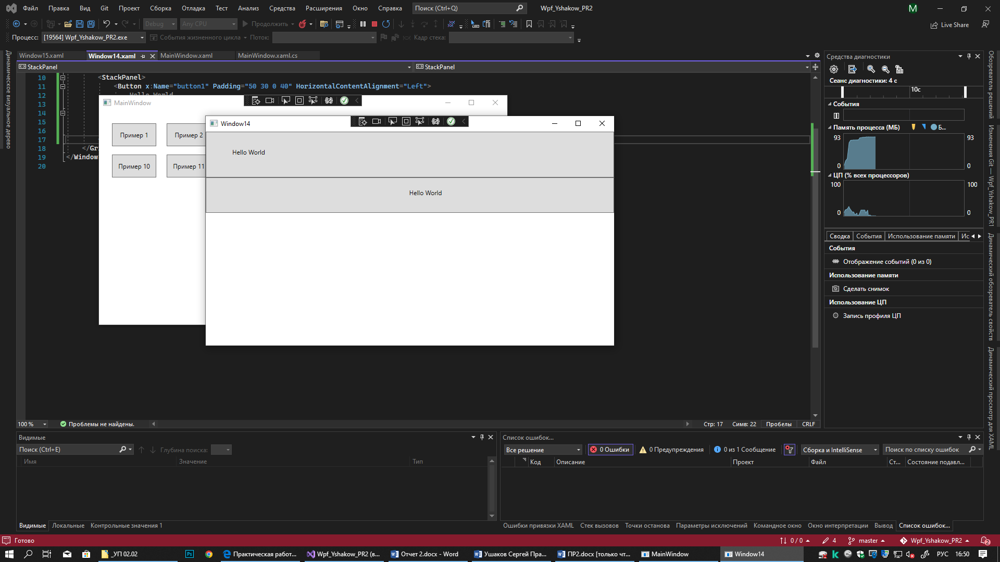 Файл Правка Вид Git Проект Сборка Отладка Тест Анализ Средства Расширения Окно Справка Поиск (Ctrl+Q) Wpf_Yshakow_PR2 M
Debug Any CPU Продолжить Live Share
Процесс: [19564] Wpf_Yshakow_PR2.exe События жизненного цикла Поток: Кадр стека:
Динамическое визуальное дерево
Window15.xaml Window14.xaml MainWindow.xaml MainWindow.xaml.cs
StackPanel StackPanel
10 <StackPanel>
11 <Button x:Name="button1" Padding="50 30 0 40" HorizontalContentAlignment="Left">
12 Hello World
13
14
15
16
17
18 </Gr
19 </Window
20
MainWindow
Пример 1 Пример 2
Пример 10 Пример 11
Window14
Hello World
Hello World
100 % Проблемы не найдены. Стр: 17 Симв: 22 Пробелы CRLF
Средства диагностики
Сеанс диагностики: 4 с
10с
События
Память процесса (МБ) Б...
93 93
0 0
ЦП (% всех процессоров)
100 100
0 0
Сводка События Использование памяти Ис
События
Отображение событий (0 из 0)
Использование памяти
Сделать снимок
Использование ЦП
Запись профиля ЦП
Обозреватель решений
Изменения Git — Wpf_Yshakow_PR1
Динамический обозреватель свойств
Динамический просмотр для XAML
Видимые
Поиск (Ctrl+E) Глубина поиска:
Имя Значение Тип
Видимые Локальные Контрольные значения 1
Список ошибок...
Все решение 0 Ошибки 0 Предупреждения 0 из 1 Сообщение Сборка и IntelliSense Поиск по списку ошибок
Код Описание Проект Файл Ст... Состояние подавл...
Ошибки привязки XAML Стек вызовов Точки останова Параметры исключений Командное окно Окно интерпретации Вывод Список ошибок...
Готово 0 / 0 4 master Wpf_Yshakow_PR2 2
_УП 02.02 Ps Практическая работ... Wpf_Yshakow_PR2 (в... Отчет 2.docx - Word Ушаков Сергей Пра... ПР2.docx [только чт... MainWindow Window14 РУС 16:50